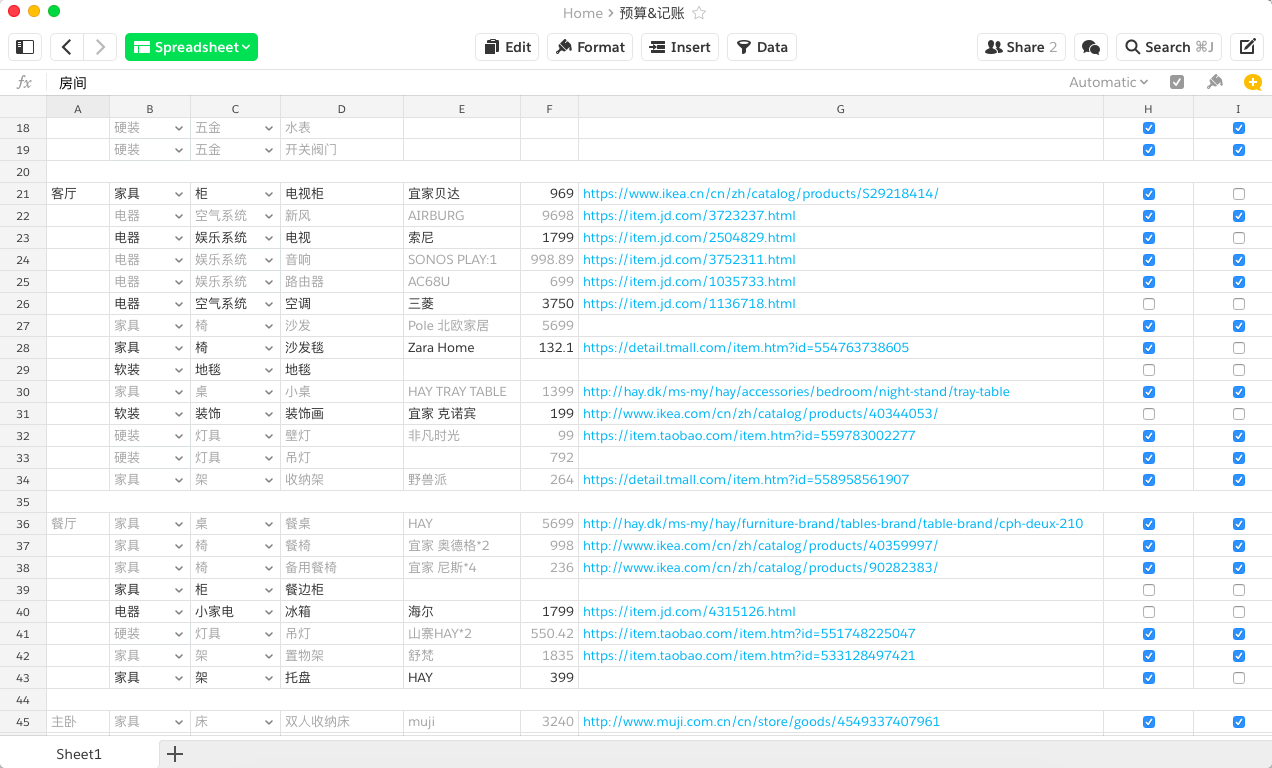 Home > 预算&记账
Spreadsheet Edit Format Insert Data Share 2 Search ⌘J
fx 房间 Automatic
A B C D E F G H I
18 硬装 五金 水表
19 硬装 五金 开关阀门
20
21 客厅 家具 柜 电视柜 宜家贝达 969 https://www.ikea.cn/cn/zh/catalog/products/S29218414/
22 电器 空气系统 新风 AIRBURG 9698 https://item.jd.com/3723237.html
23 电器 娱乐系统 电视 索尼 1799 https://item.jd.com/2504829.html
24 电器 娱乐系统 音响 SONOS PLAY:1 998.89 https://item.jd.com/3752311.html
25 电器 娱乐系统 路由器 AC68U 699 https://item.jd.com/1035733.html
26 电器 空气系统 空调 三菱 3750 https://item.jd.com/1136718.html
27 家具 椅 沙发 Pole 北欧家居 5699
28 家具 椅 沙发毯 Zara Home 132.1 https://detail.tmall.com/item.htm?id=554763738605
29 软装 地毯 地毯
30 家具 桌 小桌 HAY TRAY TABLE 1399 http://hay.dk/ms-my/hay/accessories/bedroom/night-stand/tray-table
31 软装 装饰 装饰画 宜家 克诺宾 199 http://www.ikea.com/cn/zh/catalog/products/40344053/
32 硬装 灯具 壁灯 非凡时光 99 https://item.taobao.com/item.htm?id=559783002277
33 硬装 灯具 吊灯 792
34 家具 架 收纳架 野兽派 264 https://detail.tmall.com/item.htm?id=558958561907
35
36 餐厅 家具 桌 餐桌 HAY 5699 http://hay.dk/ms-my/hay/furniture-brand/tables-brand/table-brand/cph-deux-210
37 家具 椅 餐椅 宜家 奥德格*2 998 http://www.ikea.com/cn/zh/catalog/products/40359997/
38 家具 椅 备用餐椅 宜家 尼斯*4 236 http://www.ikea.com/cn/zh/catalog/products/90282383/
39 家具 柜 餐边柜
40 电器 小家电 冰箱 海尔 1799 https://item.jd.com/4315126.html
41 硬装 灯具 吊灯 山寨HAY*2 550.42 https://item.taobao.com/item.htm?id=551748225047
42 家具 架 置物架 舒梵 1835 https://item.taobao.com/item.htm?id=533128497421
43 家具 架 托盘 HAY 399
44
45 主卧 家具 床 双人收纳床 muji 3240 http://www.muji.com.cn/cn/store/goods/4549337407961
Sheet1